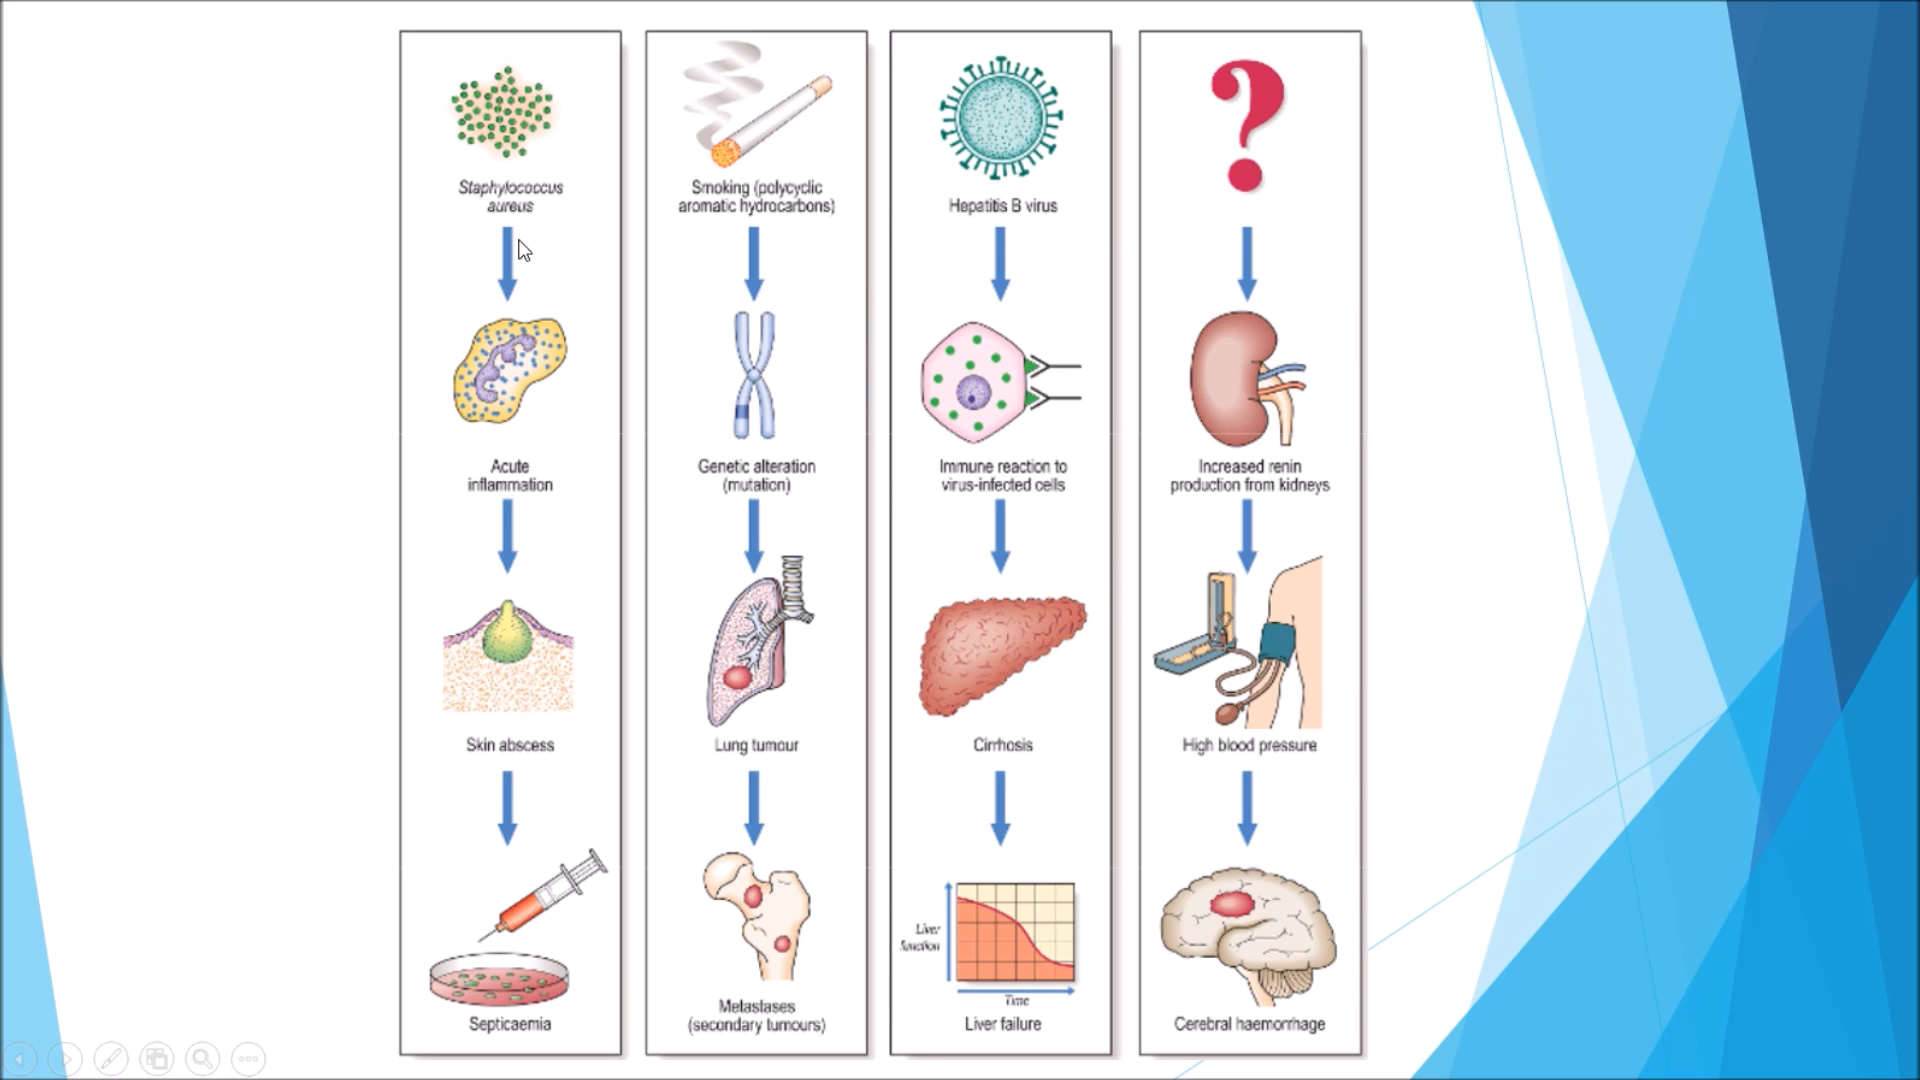 Staphylococcus
aureus
Acute
inflammation
Skin abscess
Septicaemia
Smoking (polycyclic
aromatic hydrocarbons)
Genetic alteration
(mutation)
Lung tumour
Metastases
(secondary tumours)
Hepatitis B virus
Immune reaction to
virus-infected cells
Cirrhosis
Liver
function
Time
Liver failure
?
Increased renin
production from kidneys
High blood pressure
Cerebral haemorrhage